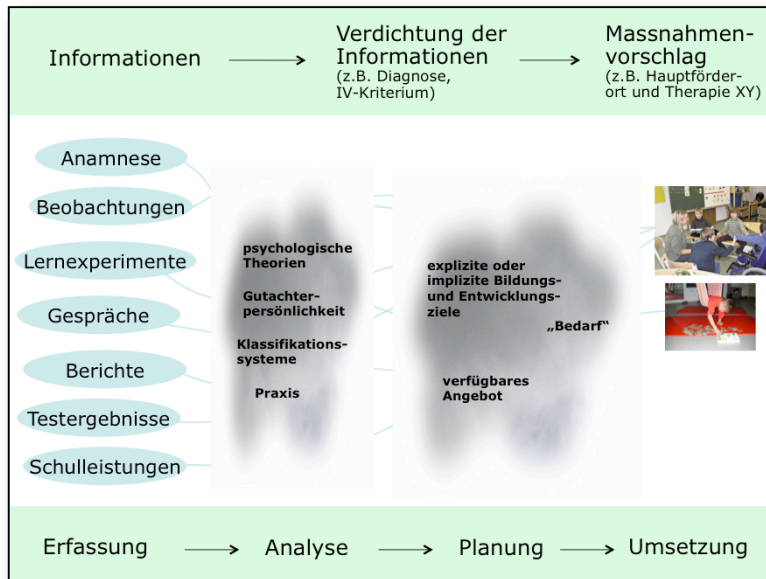 Informationen
Verdichtung der
Informationen
(z.B. Diagnose,
IV-Kriterium)
Massnahmen-
vorschlag
(z.B. Hauptförder-
ort und Therapie XY)
Anamnese
Beobachtungen
Lernexperimente
Gespräche
Berichte
Testergebnisse
Schulleistungen
psychologische
Theorien
Gutachter-
persönlichkeit
Klassifikations-
systeme
Praxis
explizite oder
implizite Bildungs-
und Entwicklungs-
ziele
„Bedarf“
verfügbares
Angebot
Erfassung
Analyse
Planung
Umsetzung